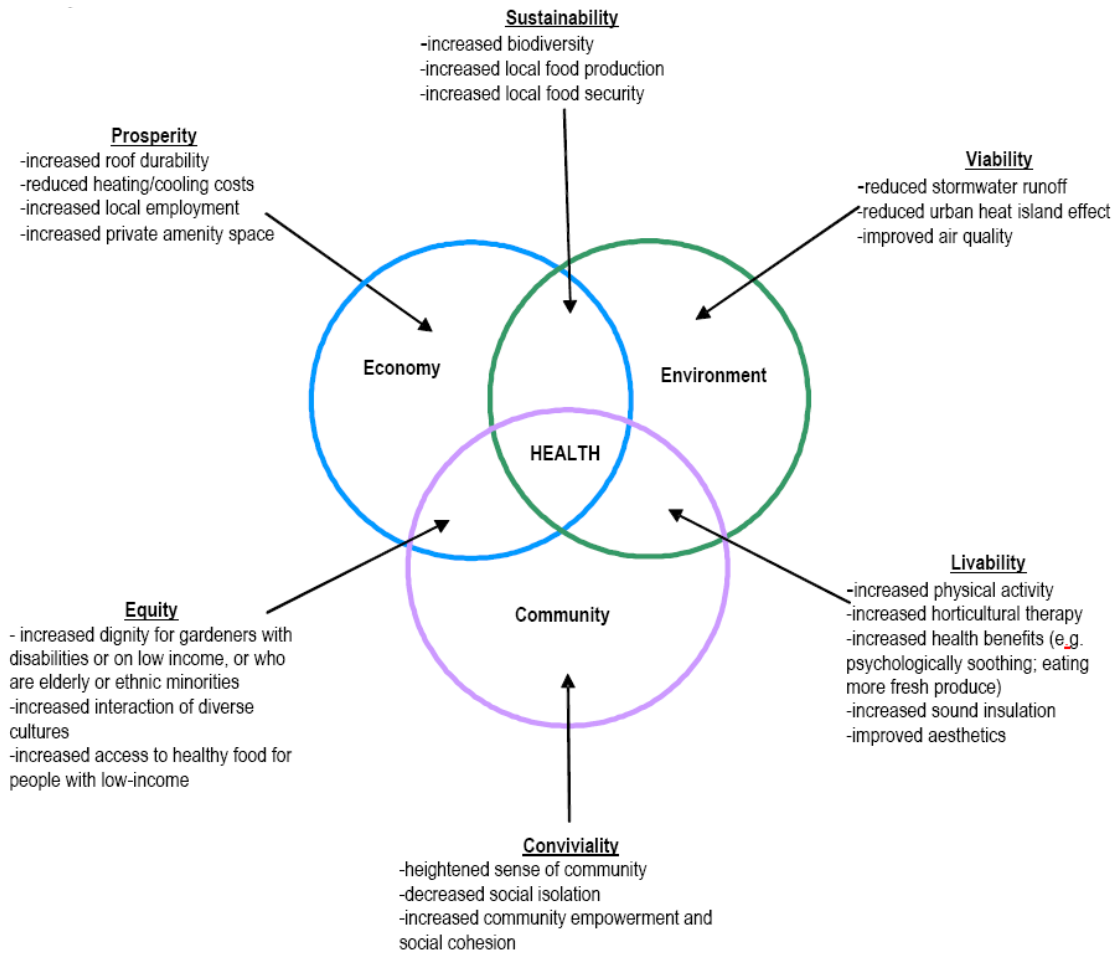 Sustainability
-increased biodiversity
-increased local food production
-increased local food security
Prosperity
-increased roof durability
-reduced heating/cooling costs
-increased local employment
-increased private amenity space
Viability
-reduced stormwater runoff
-reduced urban heat island effect
-improved air quality
Economy
Environment
HEALTH
Community
Equity
- increased dignity for gardeners with
disabilities or on low income, or who
are elderly or ethnic minorities
-increased interaction of diverse
cultures
-increased access to healthy food for
people with low-income
Livability
-increased physical activity
-increased horticultural therapy
-increased health benefits (e.g.
psychologically soothing; eating
more fresh produce)
-increased sound insulation
-improved aesthetics
Conviviality
-heightened sense of community
-decreased social isolation
-increased community empowerment and
social cohesion